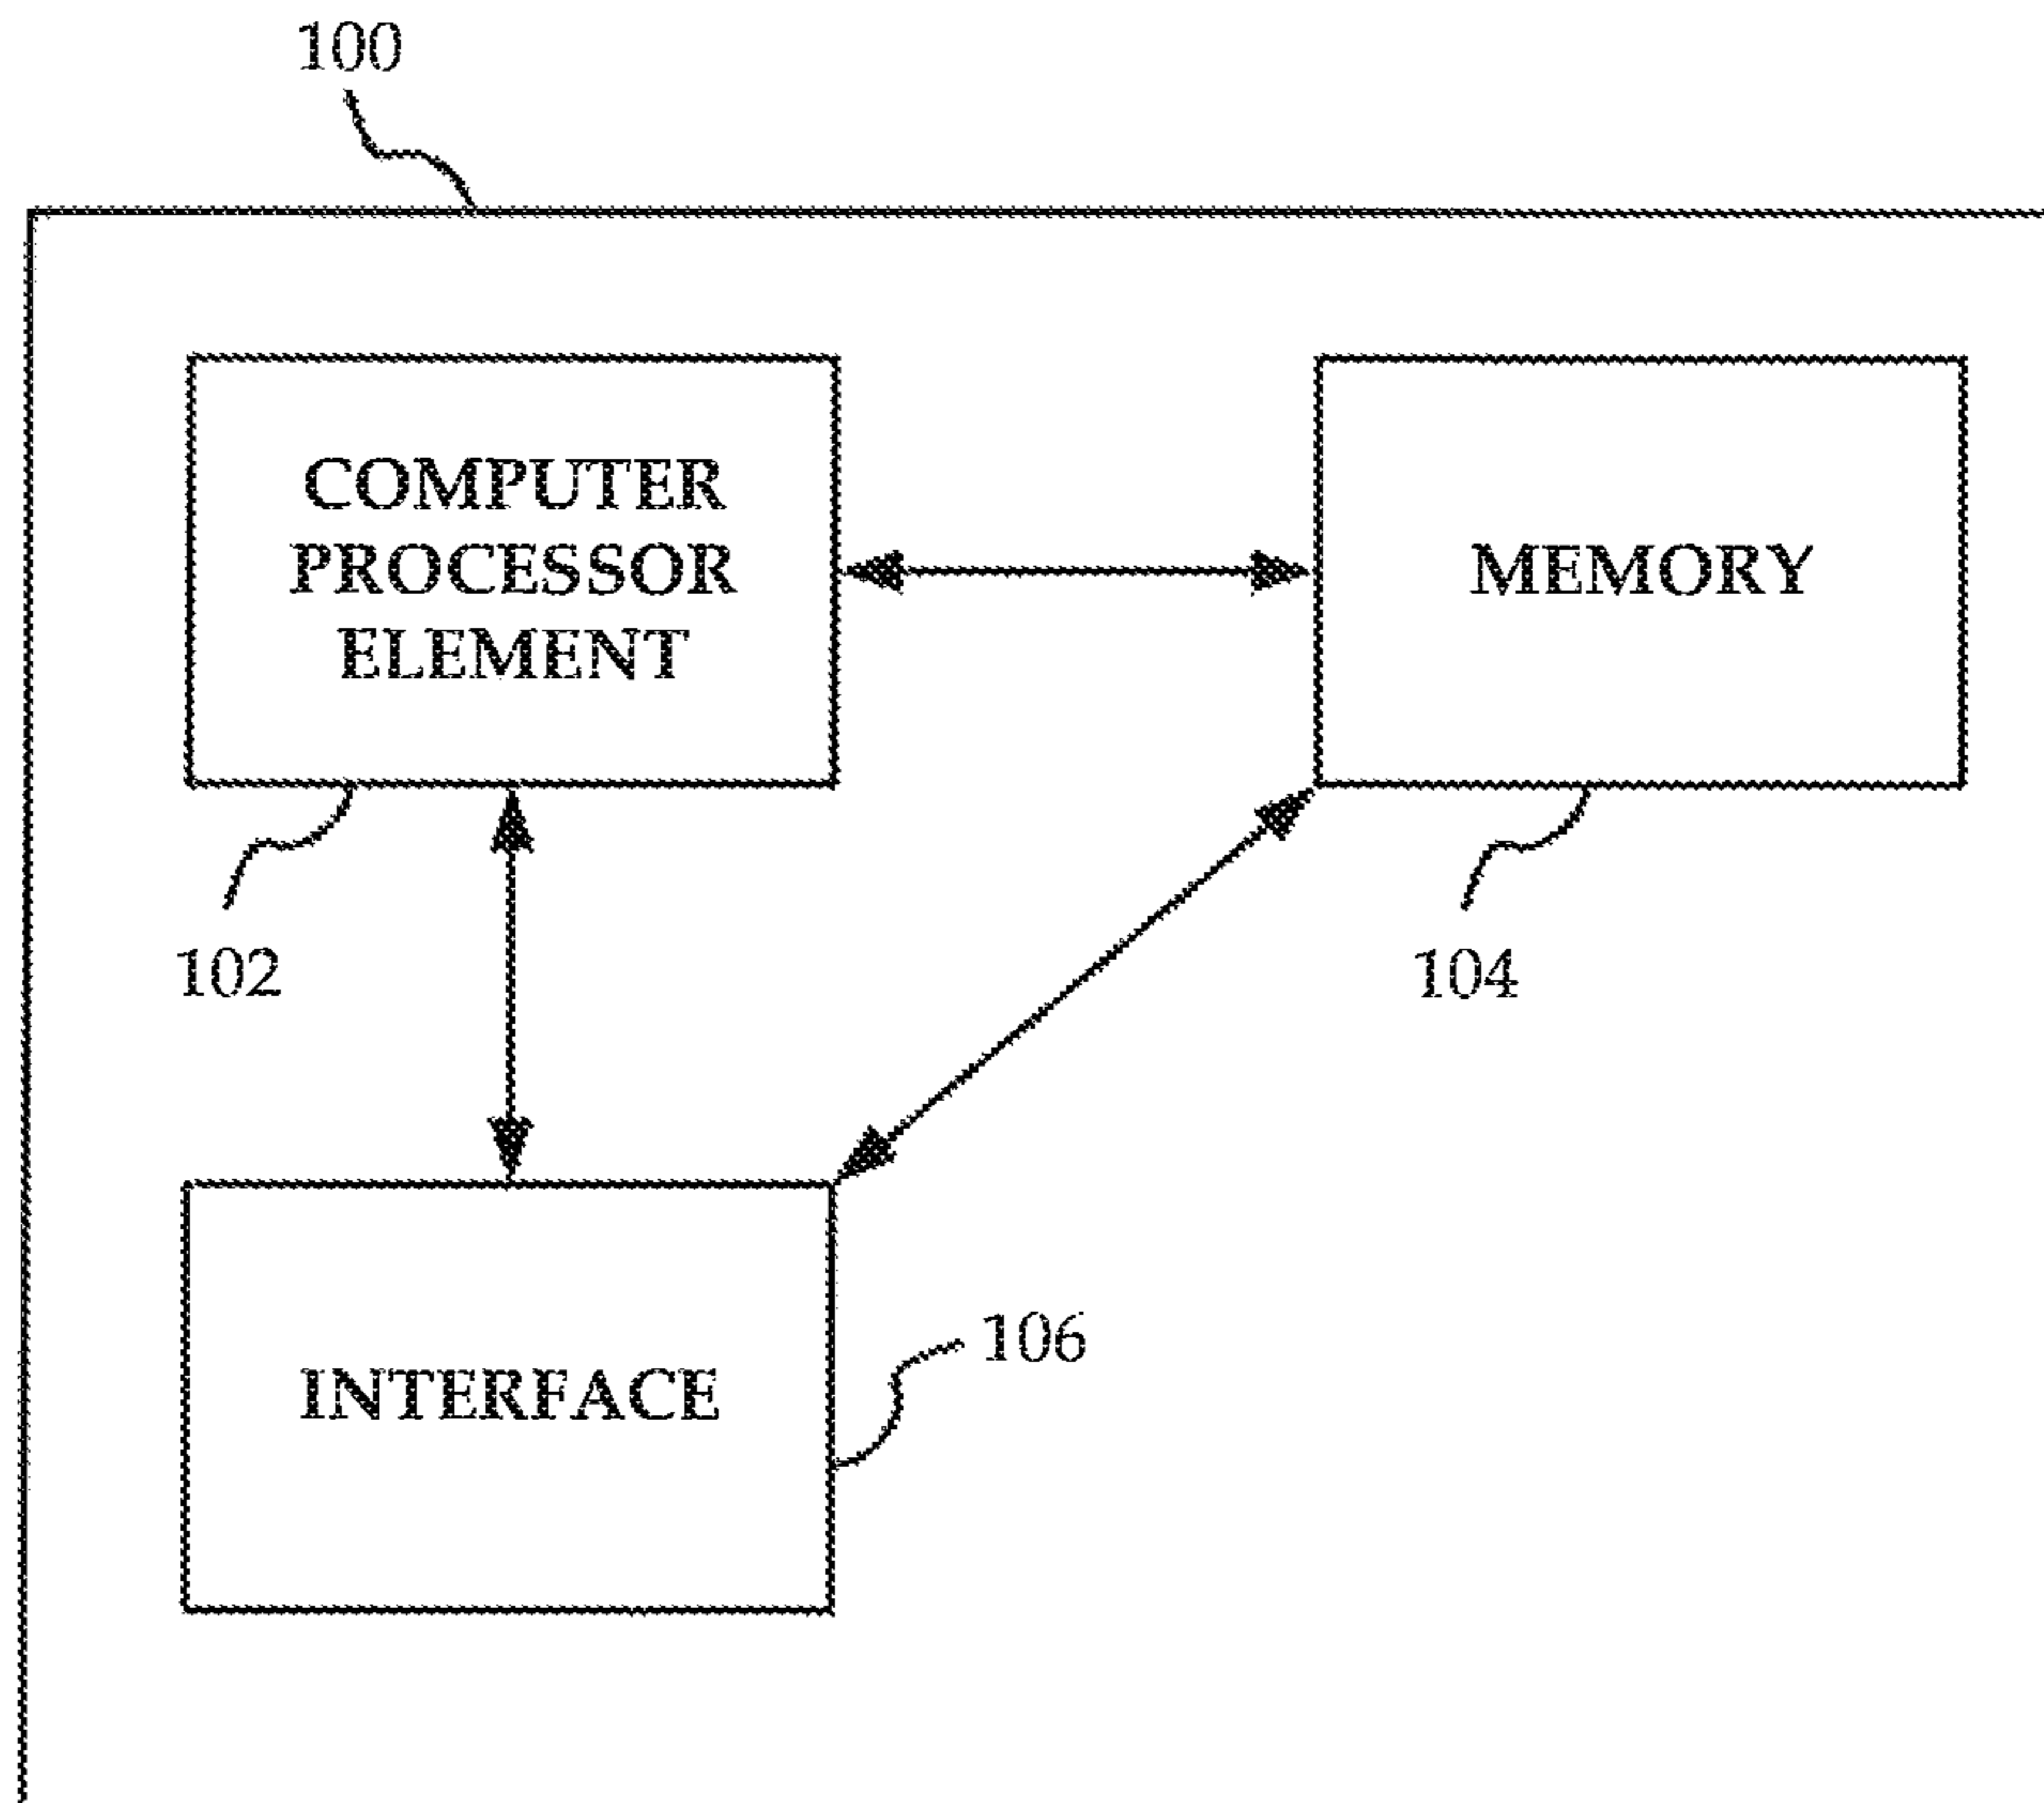 100
COMPUTER
PROCESSOR
ELEMENT
MEMORY
102
104
106
INTERFACE